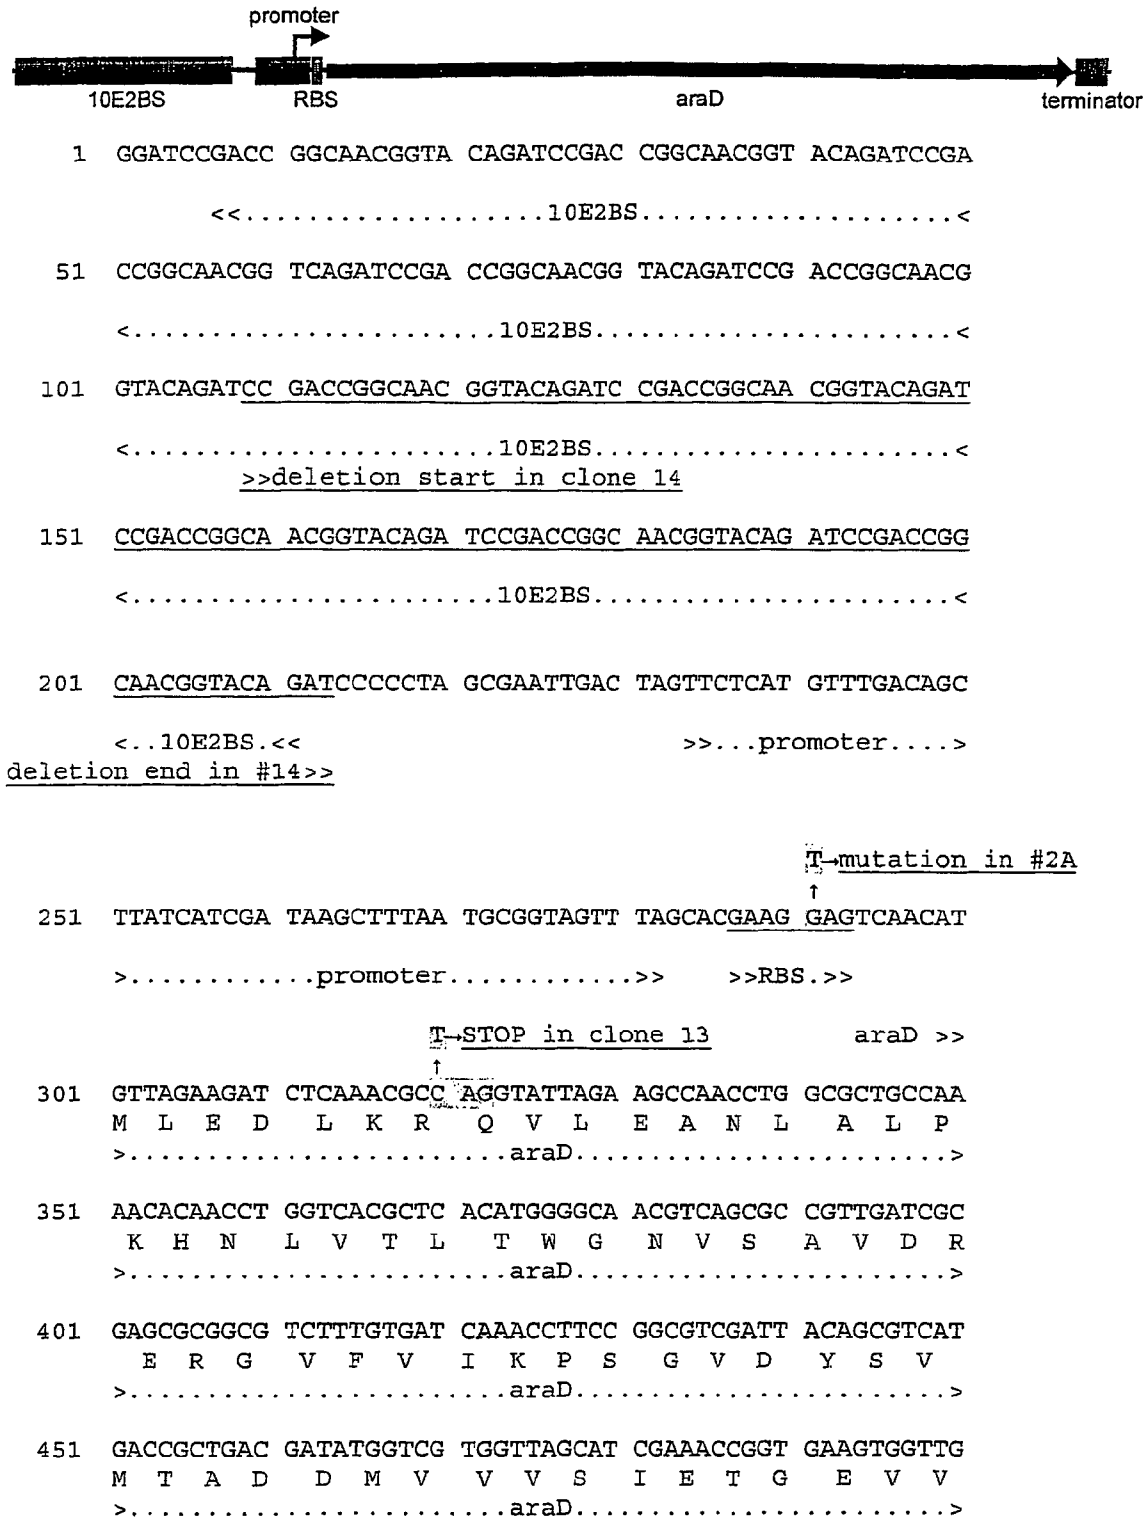 promoter
10E2BS RBS araD terminator
1 GGATCCGACC GGCAACGGTA CAGATCCGAC CGGCAACGGT ACAGATCCGA
<<...................10E2BS....................<
51 CCGGCAACGG TCAGATCCGA CCGGCAACGG TACAGATCCG ACCGGCAACG
<.......................10E2BS.......................<
101 GTACAGATCC GACCGGCAAC GGTACAGATC CGACCGGCAA CGGTACAGAT
<.......................10E2BS.......................<
>>deletion start in clone 14
151 CCGACCGGCA ACGGTACAGA TCCGACCGGC AACGGTACAG ATCCGACCGG
<.......................10E2BS.......................<
201 CAACGGTACA GATCCCCCTA GCGAATTGAC TAGTTCTCAT GTTTGACAGC
<..10E2BS.<< >>...promoter....>
deletion end in #14>>
T→mutation in #2A
↑
251 TTATCATCGA TAAGCTTTAA TGCGGTAGTT TAGCACGAAG GAGTCAACAT
>............promoter............>> >>RBS.>>
T→STOP in clone 13 araD >>
↑
301 GTTAGAAGAT CTCAAACGCC AGGTATTAGA AGCCAACCTG GCGCTGCCAA
M L E D L K R Q V L E A N L A L P
>........................araD........................>
351 AACACAACCT GGTCACGCTC ACATGGGGCA ACGTCAGCGC CGTTGATCGC
K H N L V T L T W G N V S A V D R
>........................araD........................>
401 GAGCGCGGCG TCTTTGTGAT CAAACCTTCC GGCGTCGATT ACAGCGTCAT
E R G V F V I K P S G V D Y S V
>........................araD........................>
451 GACCGCTGAC GATATGGTCG TGGTTAGCAT CGAAACCGGT GAAGTGGTTG
M T A D D M V V V S I E T G E V V
>........................araD........................>